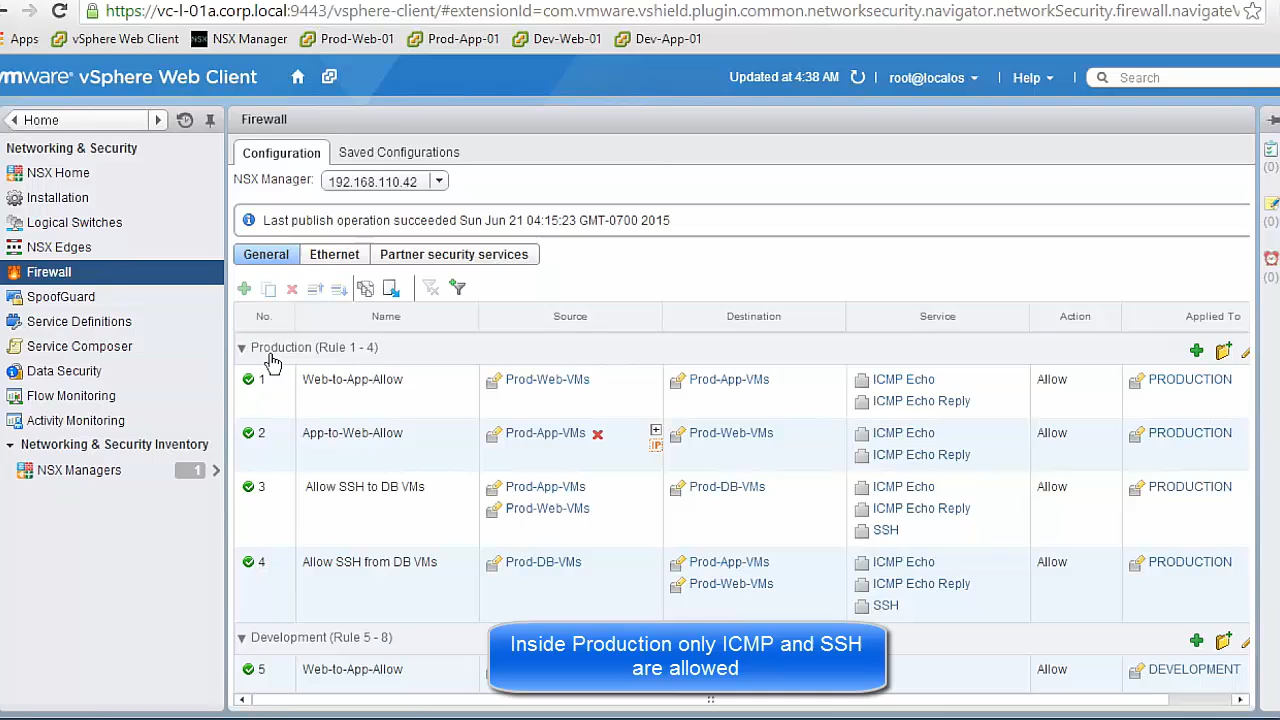 https://vc-l-01a.corp.local:9443/vsphere-client/#extensionId=com.vmware.vshield.plugin.common.networksecurity.navigator.networkSecurity.firewall.navigate
Apps vSphere Web Client NSX Manager Prod-Web-01 Prod-App-01 Dev-Web-01 Dev-App-01
mware® vSphere Web Client Updated at 4:38 AM root@localos Help Search
Home
Firewall
Networking & Security
NSX Home
Installation
Logical Switches
NSX Edges
Firewall
SpoofGuard
Service Definitions
Service Composer
Data Security
Flow Monitoring
Activity Monitoring
Networking & Security Inventory
NSX Managers 1
Configuration Saved Configurations
NSX Manager: 192.168.110.42
Last publish operation succeeded Sun Jun 21 04:15:23 GMT-0700 2015
General Ethernet Partner security services
No. Name Source Destination Service Action Applied To
Production (Rule 1 - 4)
1 Web-to-App-Allow Prod-Web-VMs Prod-App-VMs ICMP Echo Allow PRODUCTION
ICMP Echo Reply
2 App-to-Web-Allow Prod-App-VMs Prod-Web-VMs ICMP Echo Allow PRODUCTION
IP ICMP Echo Reply
3 Allow SSH to DB VMs Prod-App-VMs Prod-DB-VMs ICMP Echo Allow PRODUCTION
Prod-Web-VMs ICMP Echo Reply
SSH
4 Allow SSH from DB VMs Prod-DB-VMs Prod-App-VMs ICMP Echo Allow PRODUCTION
Prod-Web-VMs ICMP Echo Reply
SSH
Development (Rule 5 - 8)
5 Web-to-App-Allow Allow DEVELOPMENT
Inside Production only ICMP and SSH
are allowed
(0)
(0)
(0)